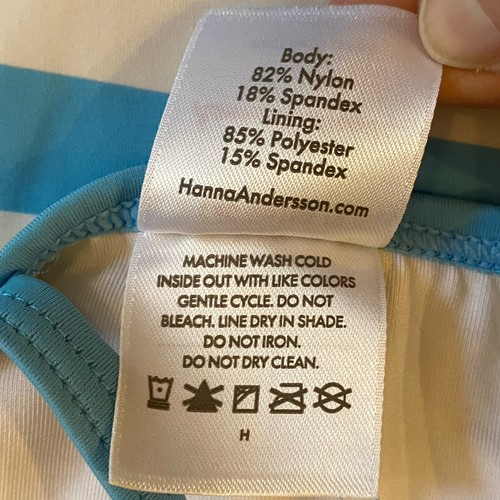 Body:
82% Nylon
18% Spandex
Lining:
85% Polyester
15% Spandex
HannaAndersson.com
MACHINE WASH COLD
INSIDE OUT WITH LIKE COLORS
GENTLE CYCLE. DO NOT
BLEACH. LINE DRY IN SHADE.
DO NOT IRON.
DO NOT DRY CLEAN.
H